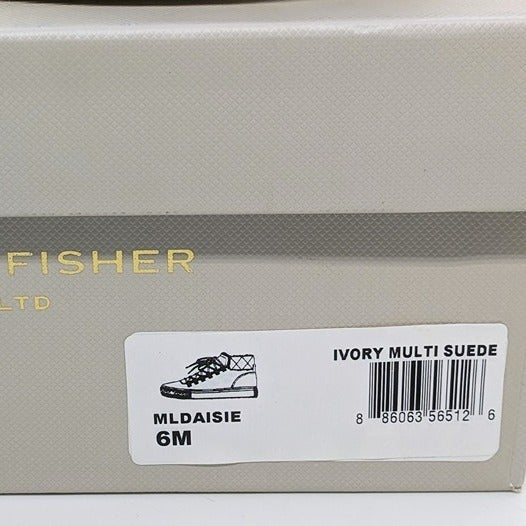 FISHER
LTD
IVORY MULTI SUEDE
8 86063 56512 6
MLDAISIE
6M